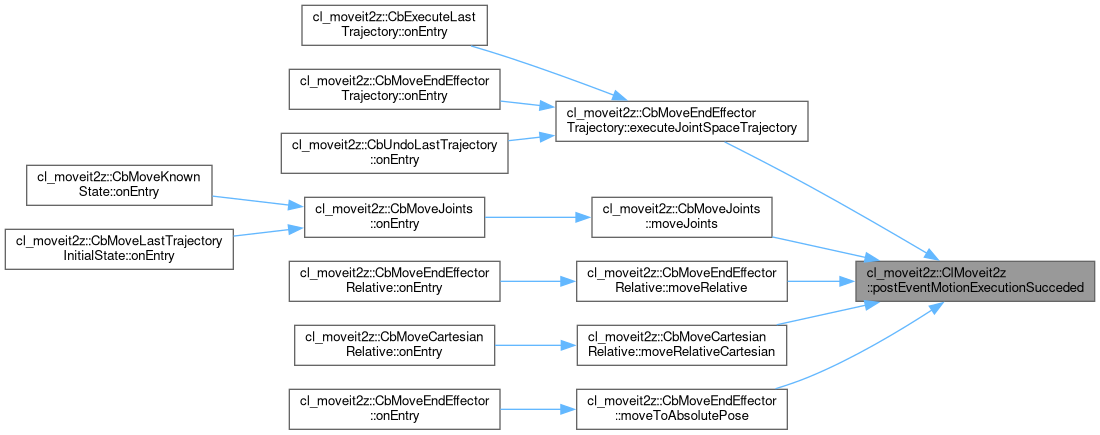 cl_moveit2z::CbExecuteLast
Trajectory::onEntry
cl_moveit2z::CbMoveEndEffector
Trajectory::onEntry
cl_moveit2z::CbMoveEndEffector
Trajectory::executeJointSpaceTrajectory
cl_moveit2z::CbUndoLastTrajectory
::onEntry
cl_moveit2z::CbMoveKnown
State::onEntry
cl_moveit2z::CbMoveJoints
::onEntry
cl_moveit2z::CbMoveJoints
::moveJoints
cl_moveit2z::CbMoveLastTrajectory
InitialState::onEntry
cl_moveit2z::CbMoveEndEffector
Relative::onEntry
cl_moveit2z::CbMoveEndEffector
Relative::moveRelative
cl_moveit2z::ClMoveit2z
::postEventMotionExecutionSucceded
cl_moveit2z::CbMoveCartesian
Relative::onEntry
cl_moveit2z::CbMoveCartesian
Relative::moveRelativeCartesian
cl_moveit2z::CbMoveEndEffector
::onEntry
cl_moveit2z::CbMoveEndEffector
::moveToAbsolutePose